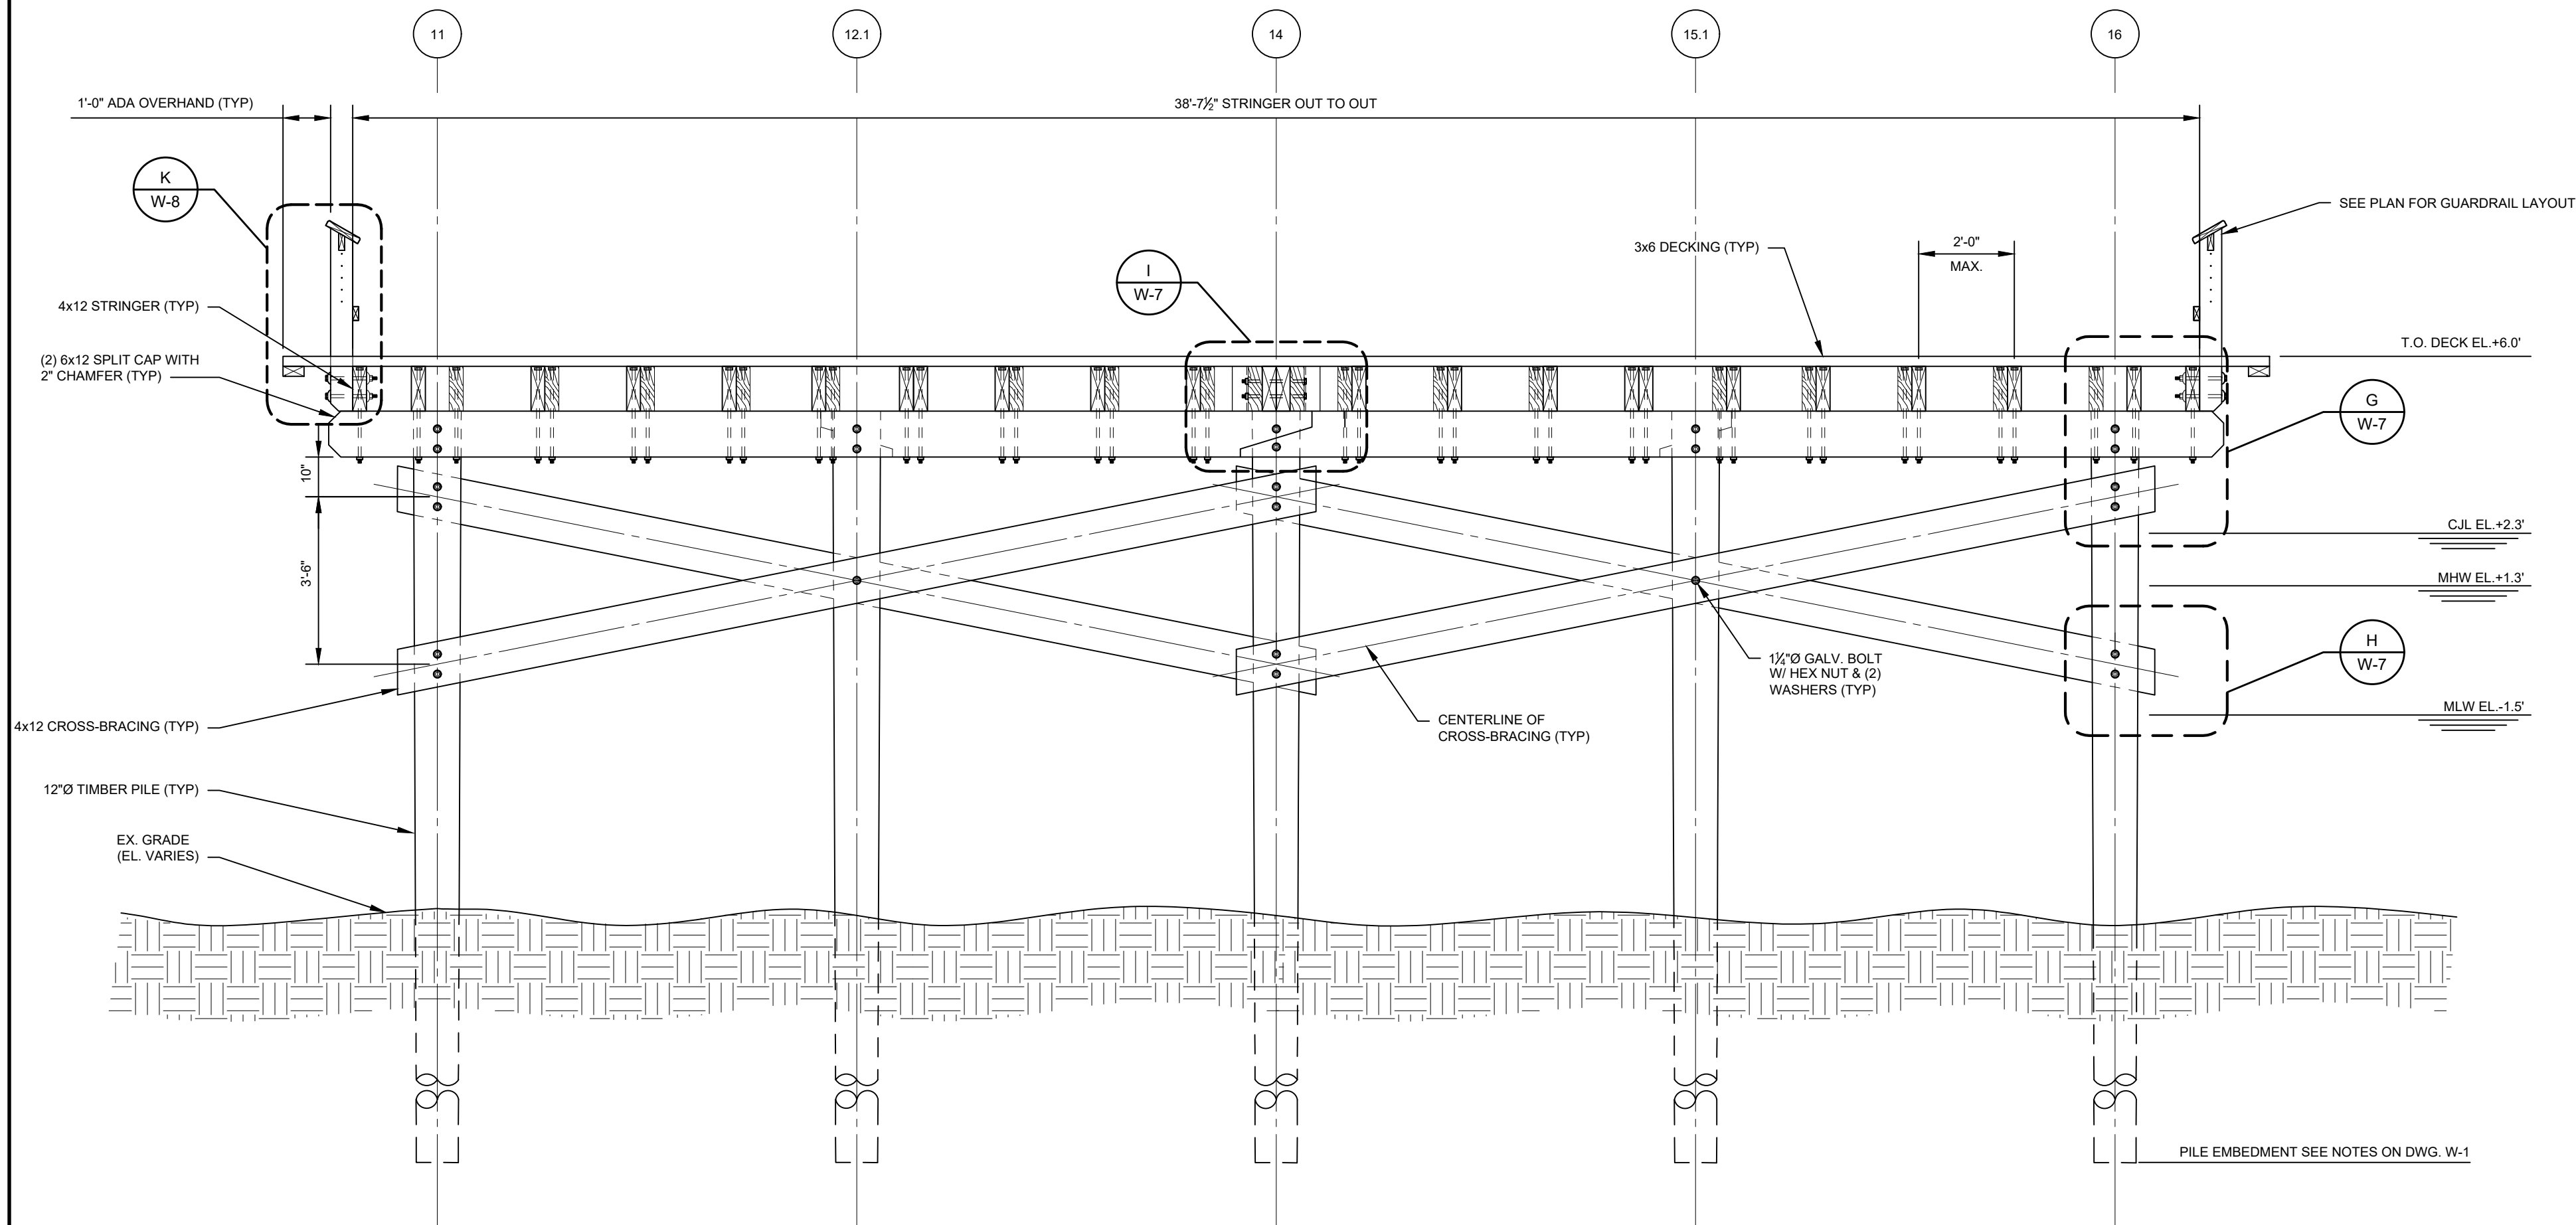 11
12.1
14
15.1
16
1'-0" ADA OVERHAND (TYP)
38'-7½" STRINGER OUT TO OUT
K
W-8
SEE PLAN FOR GUARDRAIL LAYOUT
3x6 DECKING (TYP)
2'-0"
MAX.
I
W-7
4x12 STRINGER (TYP)
(2) 6x12 SPLIT CAP WITH
2" CHAMFER (TYP)
T.O. DECK EL.+6.0'
G
W-7
10"
CJL EL.+2.3'
3'-6"
MHW EL.+1.3'
H
W-7
1¼"Ø GALV. BOLT
W/ HEX NUT & (2)
WASHERS (TYP)
MLW EL.-1.5'
4x12 CROSS-BRACING (TYP)
CENTERLINE OF
CROSS-BRACING (TYP)
12"Ø TIMBER PILE (TYP)
EX. GRADE
(EL. VARIES)
PILE EMBEDMENT SEE NOTES ON DWG. W-1